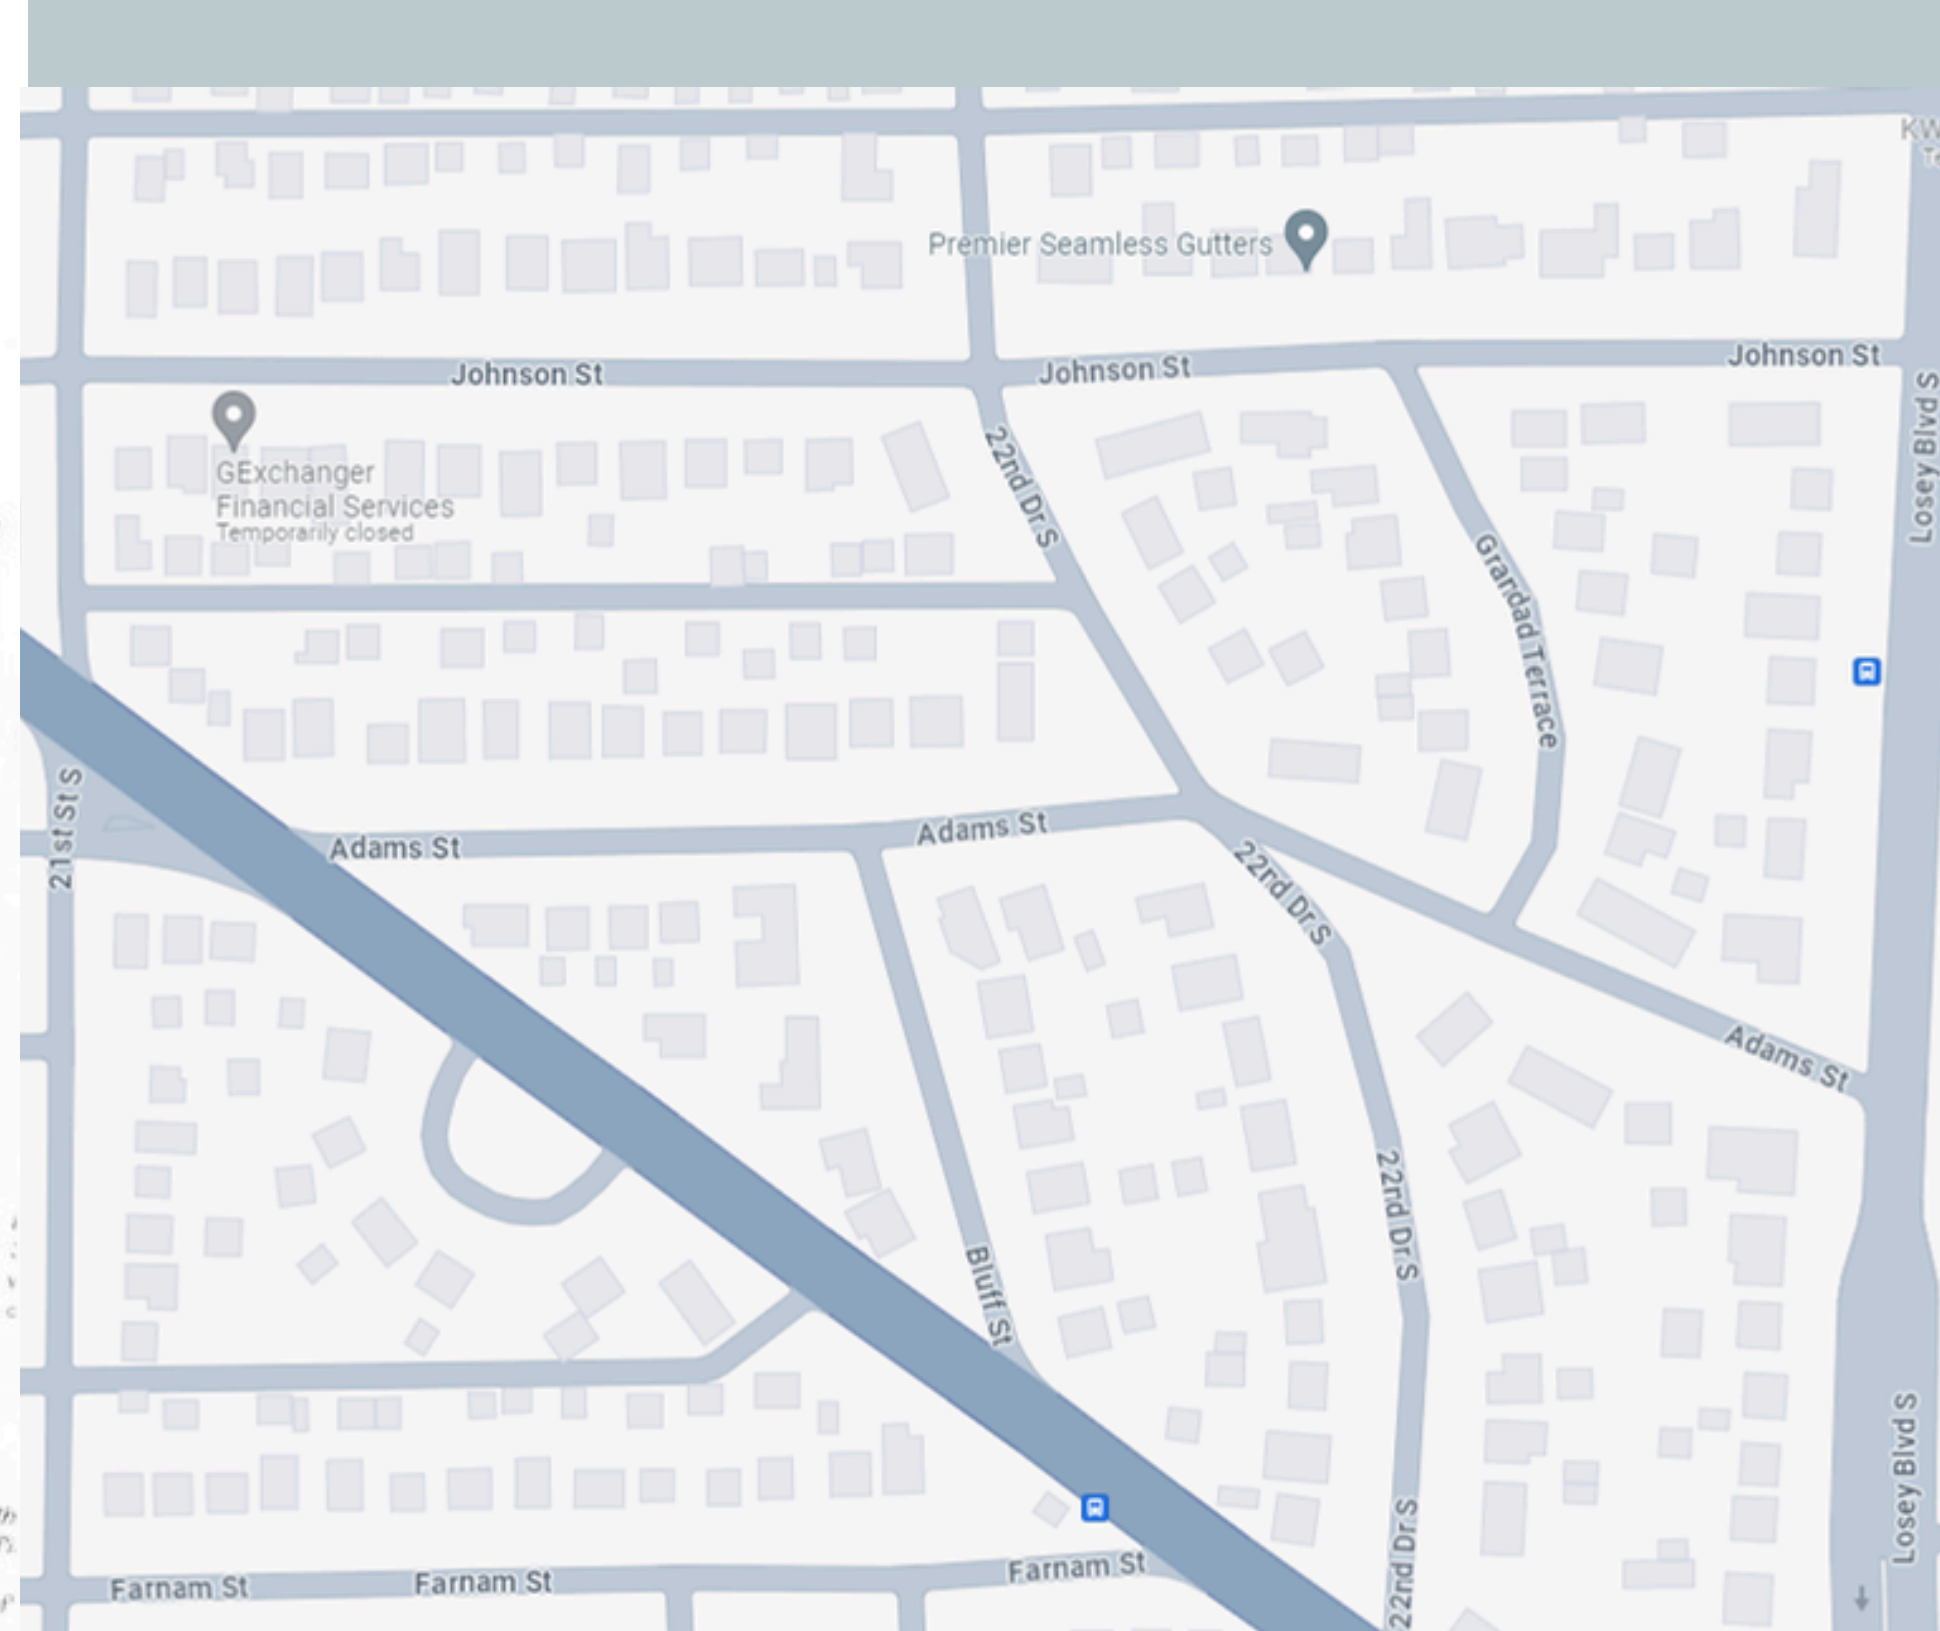 KW
Premier Seamless Gutters
Johnson St
Johnson St
Johnson St
Losey Blvd S
GExchanger
Financial Services
Temporarily closed
22nd Dr S
Grandad Terrace
21st St S
Adams St
Adams St
22nd Dr S
Adams St
22nd Dr S
Bluff St
Losey Blvd S
22nd Dr S
Farnam St
Farnam St
Farnam St